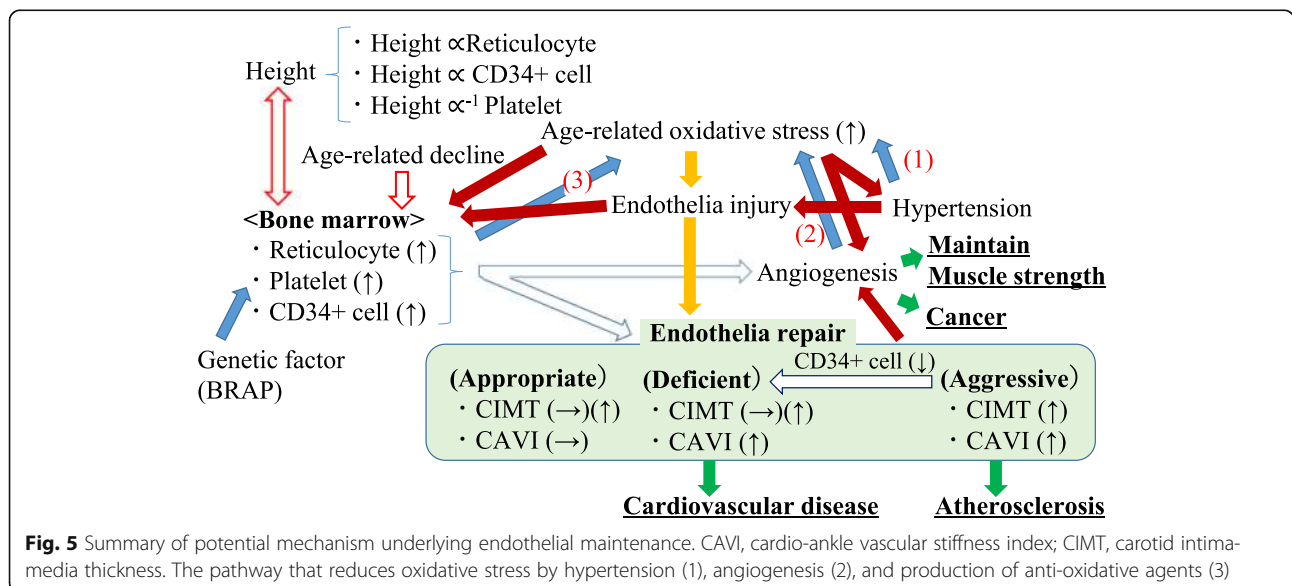 · Height ∝Reticulocyte
Height
· Height ∝ CD34+ cell
· Height ∝⁻¹ Platelet
Age-related oxidative stress (↑)
(1)
Age-related decline
(3)
<Bone marrow>
Endothelia injury
Hypertension
· Reticulocyte (↑)
(2)
· Platelet (↑)
Angiogenesis
Maintain
Muscle strength
· CD34+ cell (↑)
Cancer
Genetic factor
(BRAP)
Endothelia repair
CD34+ cell (↓)
(Appropriate)
(Deficient)
(Aggressive)
· CIMT (→)(↑)
· CIMT (→)(↑)
· CIMT (↑)
· CAVI (→)
· CAVI (↑)
· CAVI (↑)
Cardiovascular disease
Atherosclerosis
Fig. 5 Summary of potential mechanism underlying endothelial maintenance. CAVI, cardio-ankle vascular stiffness index; CIMT, carotid intima-
media thickness. The pathway that reduces oxidative stress by hypertension (1), angiogenesis (2), and production of anti-oxidative agents (3)